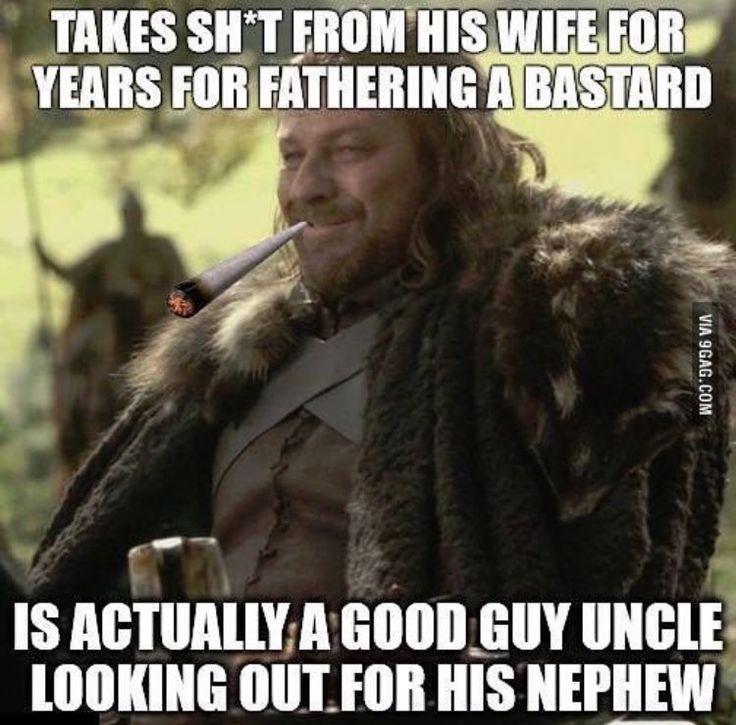 TAKES SH*T FROM HIS WIFE FOR
YEARS FOR FATHERING A BASTARD
VIA 9GAG.COM
IS ACTUALLY A GOOD GUY UNCLE
LOOKING OUT FOR HIS NEPHEW